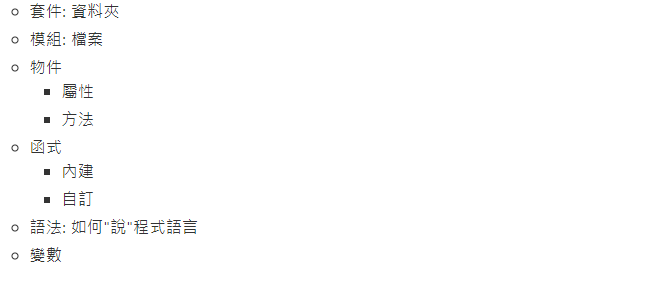 套件: 資料夾
模組: 檔案
物件
屬性
方法
函式
內建
自訂
語法: 如何"說"程式語言
變數